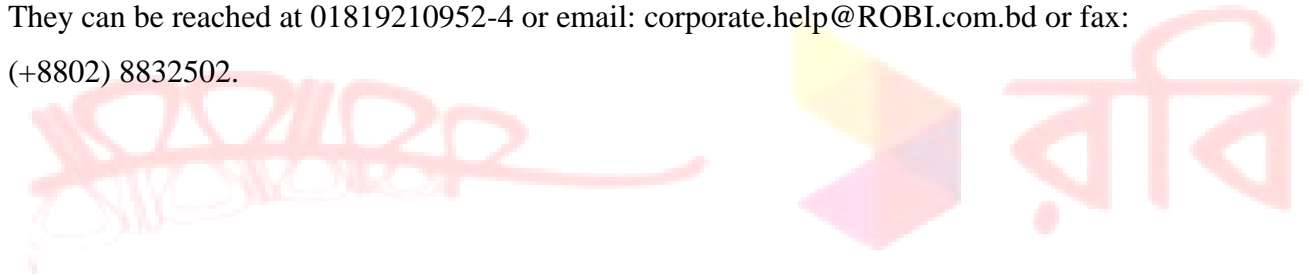 They can be reached at 01819210952-4 or email: corporate.help@ROBI.com.bd or fax:
(+8802) 8832502.
রবি